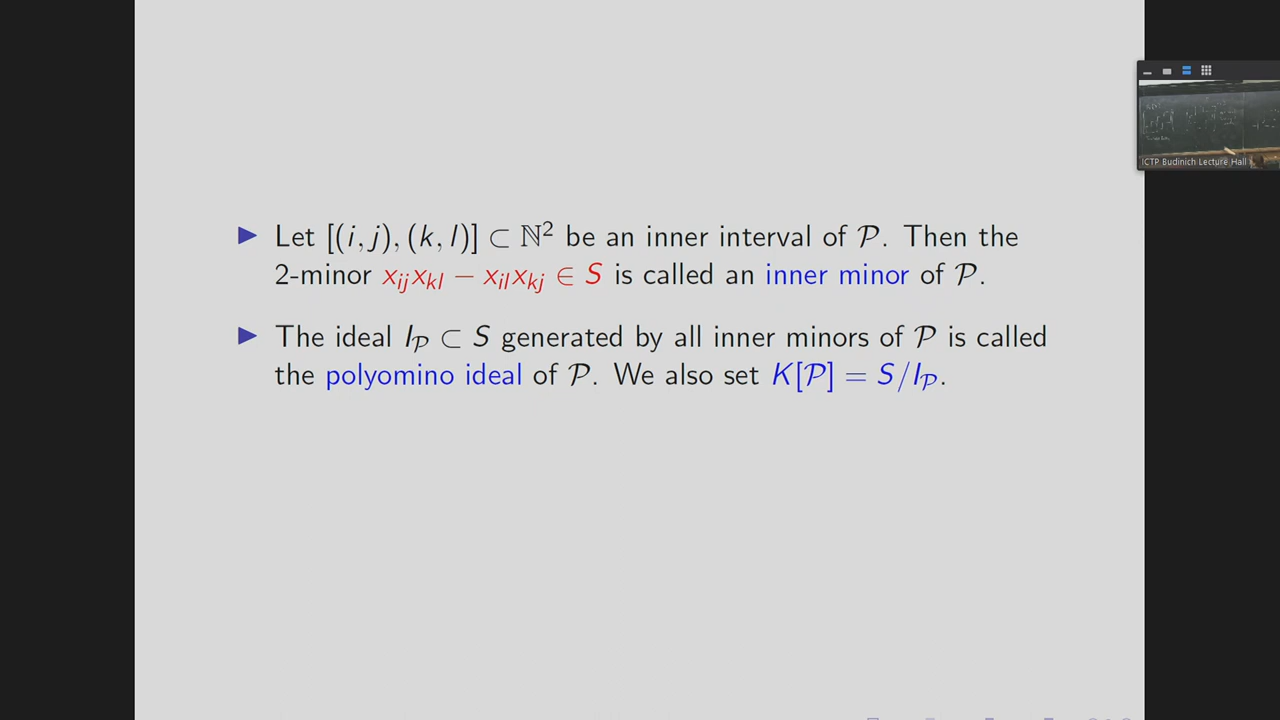 ▶ Let [(i, j), (k, l)] ⊂ ℕ² be an inner interval of 𝒫. Then the
2-minor x_{ij}x_{kl} − x_{il}x_{kj} ∈ S is called an inner minor of 𝒫.
▶ The ideal I_𝒫 ⊂ S generated by all inner minors of 𝒫 is called
the polyomino ideal of 𝒫. We also set K[𝒫] = S/I_𝒫.
ICTP Budinich Lecture Hall